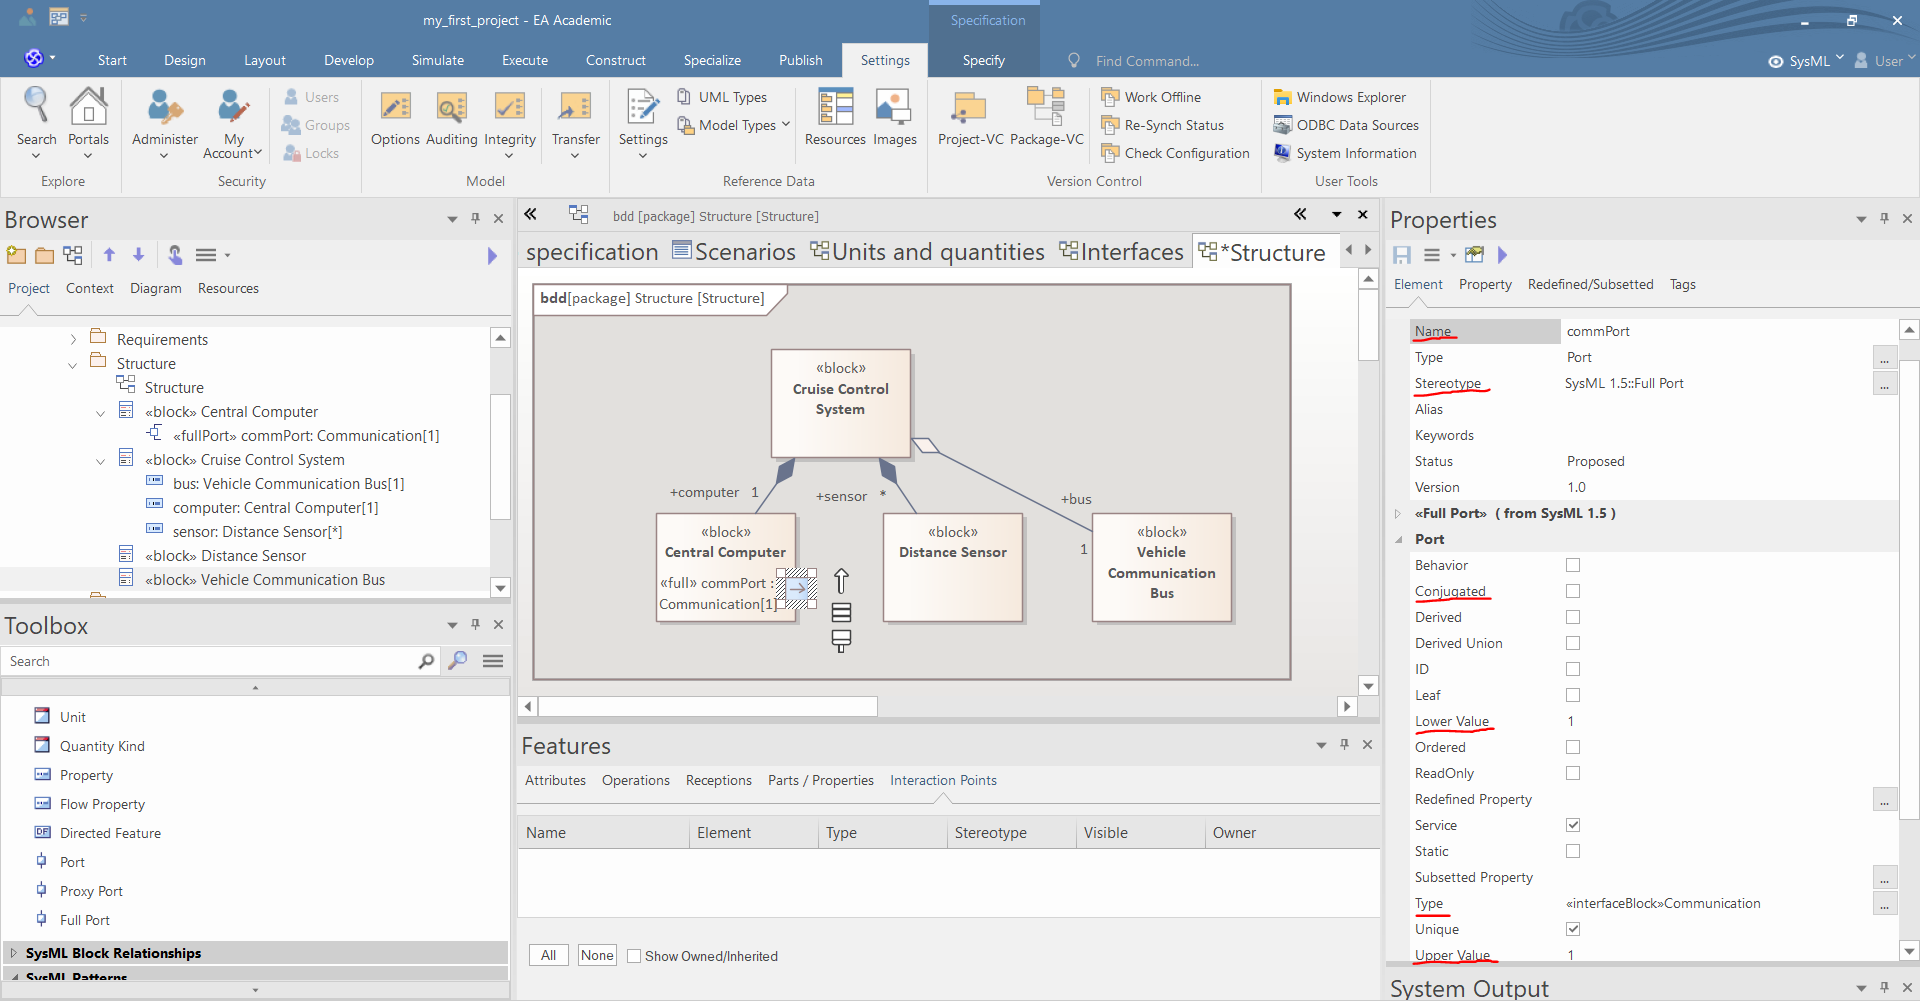 my_first_project - EA Academic
Specification
Start
Design
Layout
Develop
Simulate
Execute
Construct
Specialize
Publish
Settings
Specify
Find Command...
SysML
User
Search
Portals
Explore
Administer
My
Account
Users
Groups
Locks
Security
Options
Auditing
Integrity
Transfer
Model
Settings
UML Types
Model Types
Resources
Images
Reference Data
Project-VC
Package-VC
Work Offline
Re-Synch Status
Check Configuration
Version Control
Windows Explorer
ODBC Data Sources
System Information
User Tools
Browser
Project
Context
Diagram
Resources
Requirements
Structure
Structure
«block» Central Computer
«fullPort» commPort: Communication[1]
«block» Cruise Control System
bus: Vehicle Communication Bus[1]
computer: Central Computer[1]
sensor: Distance Sensor[*]
«block» Distance Sensor
«block» Vehicle Communication Bus
Toolbox
Search
Unit
Quantity Kind
Property
Flow Property
DF
Directed Feature
Port
Proxy Port
Full Port
SysML Block Relationships
SysML Patterns
bdd [package] Structure [Structure]
specification
Scenarios
Units and quantities
Interfaces
*Structure
bdd[package] Structure [Structure]
«block»
Cruise Control
System
+computer 1
+sensor *
+bus
1
«block»
Central Computer
«full» commPort :
Communication[1]
«block»
Distance Sensor
«block»
Vehicle
Communication
Bus
Features
Attributes
Operations
Receptions
Parts / Properties
Interaction Points
Name
Element
Type
Stereotype
Visible
Owner
All
None
Show Owned/Inherited
Properties
Element
Property
Redefined/Subsetted
Tags
Name commPort
Type Port
...
Stereotype SysML 1.5::Full Port
...
Alias
Keywords
Status Proposed
Version 1.0
«Full Port» ( from SysML 1.5 )
Port
Behavior
Conjugated
Derived
Derived Union
ID
Leaf
Lower Value 1
Ordered
ReadOnly
Redefined Property
...
Service
Static
Subsetted Property
...
Type «interfaceBlock»Communication
...
Unique
Upper Value 1
System Output